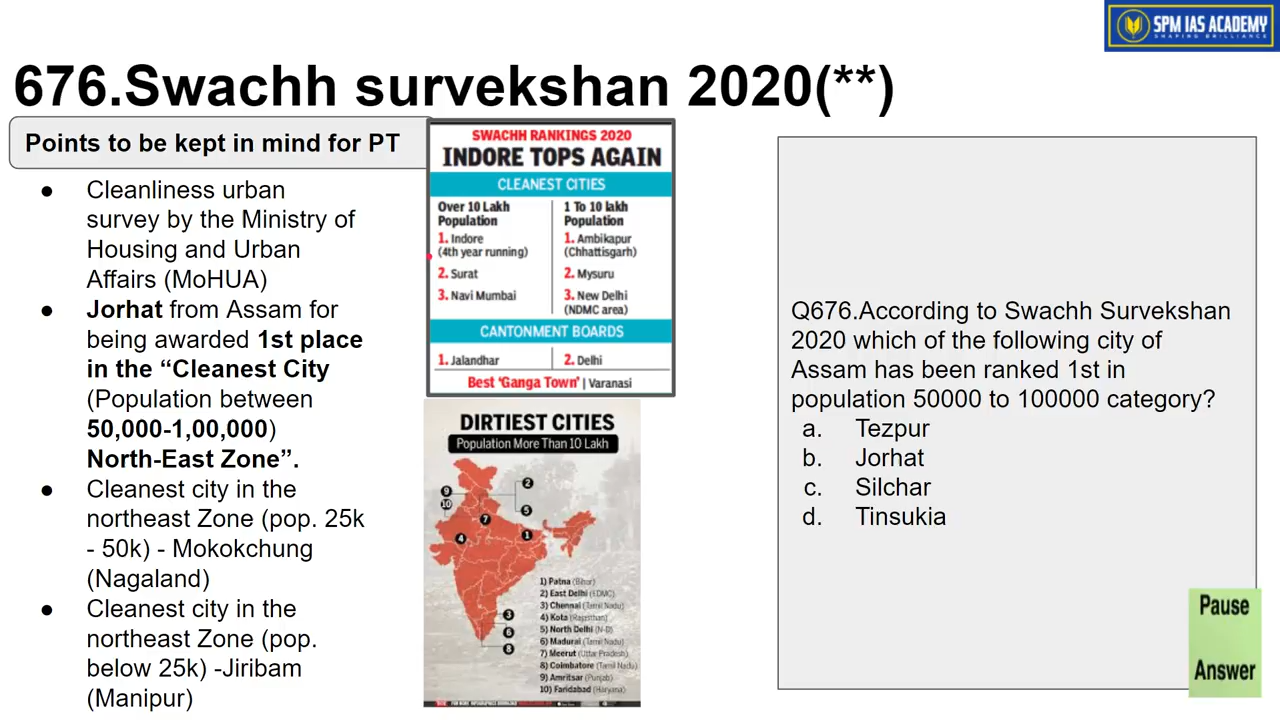 SPM IAS ACADEMY
SHAPING BRILLIANCE
676.Swachh survekshan 2020(**)
Points to be kept in mind for PT
● Cleanliness urban
survey by the Ministry of
Housing and Urban
Affairs (MoHUA)
● Jorhat from Assam for
being awarded 1st place
in the “Cleanest City
(Population between
50,000-1,00,000)
North-East Zone”.
● Cleanest city in the
northeast Zone (pop. 25k
- 50k) - Mokokchung
(Nagaland)
● Cleanest city in the
northeast Zone (pop.
below 25k) -Jiribam
(Manipur)
SWACHH RANKINGS 2020
INDORE TOPS AGAIN
CLEANEST CITIES
Over 10 Lakh
Population
1. Indore
(4th year running)
2. Surat
3. Navi Mumbai
1 To 10 lakh
Population
1. Ambikapur
(Chhattisgarh)
2. Mysuru
3. New Delhi
(NDMC area)
CANTONMENT BOARDS
1. Jalandhar
2. Delhi
Best ‘Ganga Town’ | Varanasi
DIRTIEST CITIES
Population More Than 10 Lakh
9
10
2
5
7
4
1
3
6
8
1) Patna (Bihar)
2) East Delhi (EDMC)
3) Chennai (Tamil Nadu)
4) Kota (Rajasthan)
5) North Delhi
6) Madurai (Tamil Nadu)
7) Meerut (Uttar Pradesh)
8) Coimbatore (Tamil Nadu)
9) Amritsar (Punjab)
10) Faridabad (Haryana)
Q676.According to Swachh Survekshan
2020 which of the following city of
Assam has been ranked 1st in
population 50000 to 100000 category?
a. Tezpur
b. Jorhat
c. Silchar
d. Tinsukia
Pause
Answer